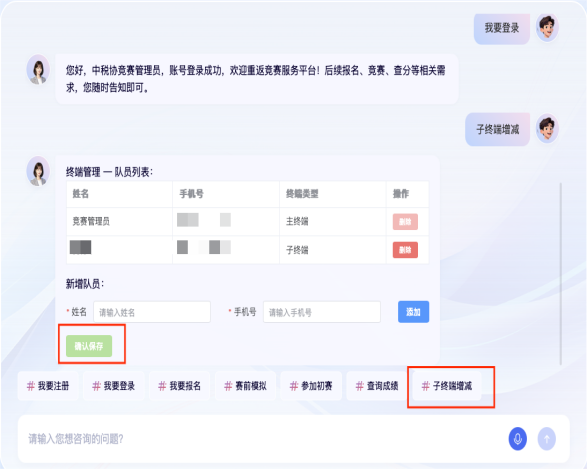 我要登录
您好，中税协竞赛管理员，账号登录成功，欢迎重返竞赛服务平台！后续报名、竞赛、查分等相关需
求，您随时告知即可。
子终端增减
终端管理 — 队员列表：
姓名 手机号 终端类型 操作
竞赛管理员 主终端 删除
子终端 删除
新增队员：
* 姓名 请输入姓名 * 手机号 请输入手机号 添加
确认保存
# 我要注册 # 我要登录 # 我要报名 # 赛前模拟 # 参加初赛 # 查询成绩 # 子终端增减
请输入您想咨询的问题?